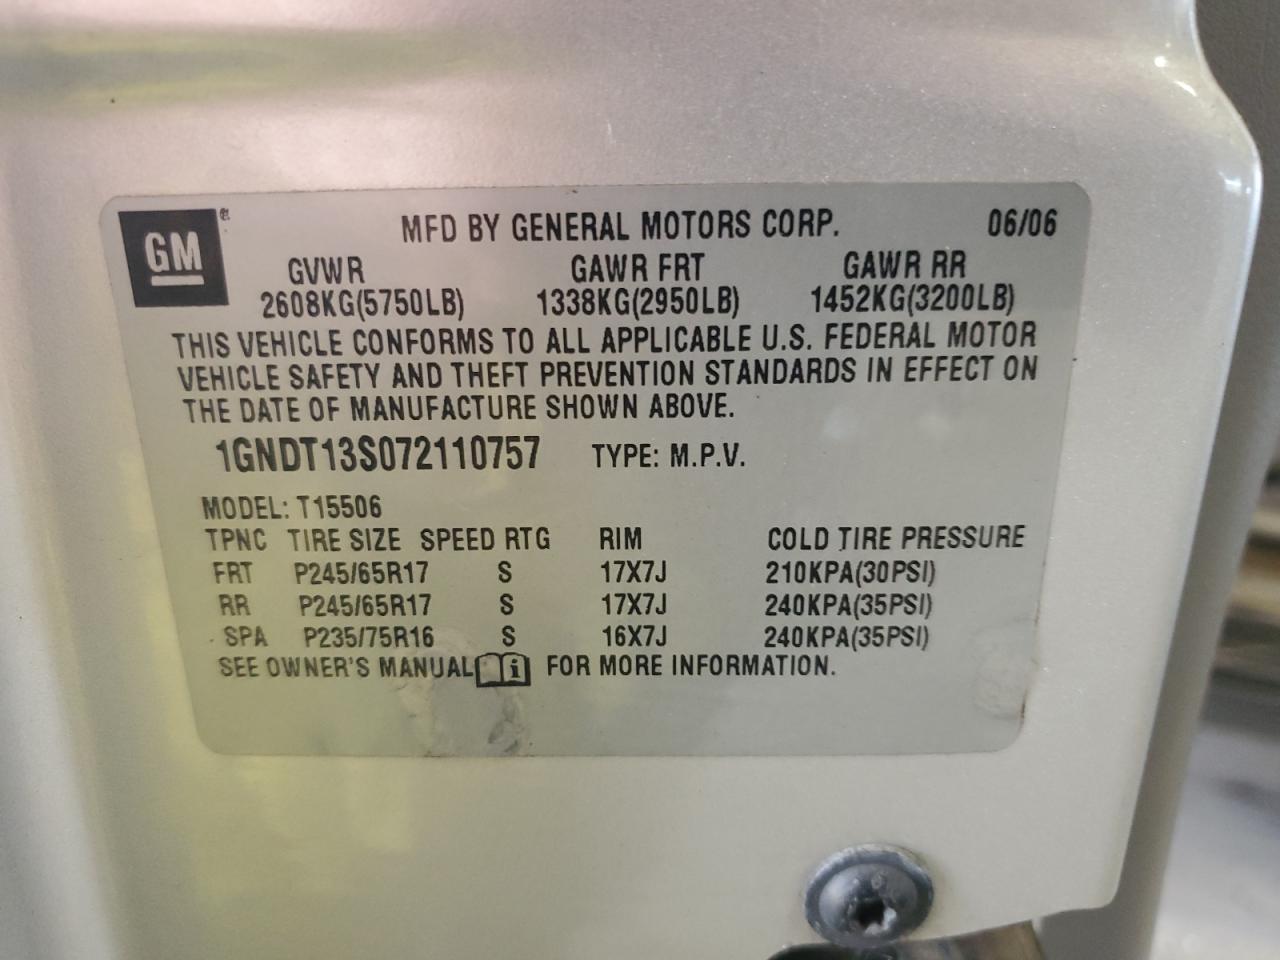 GM
MFD BY GENERAL MOTORS CORP. 06/06
GVWR GAWR FRT GAWR RR
2608KG(5750LB) 1338KG(2950LB) 1452KG(3200LB)
THIS VEHICLE CONFORMS TO ALL APPLICABLE U.S. FEDERAL MOTOR
VEHICLE SAFETY AND THEFT PREVENTION STANDARDS IN EFFECT ON
THE DATE OF MANUFACTURE SHOWN ABOVE.
1GNDT13S072110757 TYPE: M.P.V.
MODEL: T15506
TPNC TIRE SIZE SPEED RTG RIM COLD TIRE PRESSURE
FRT P245/65R17 S 17X7J 210KPA(30PSI)
RR P245/65R17 S 17X7J 240KPA(35PSI)
SPA P235/75R16 S 16X7J 240KPA(35PSI)
SEE OWNER'S MANUAL i FOR MORE INFORMATION.